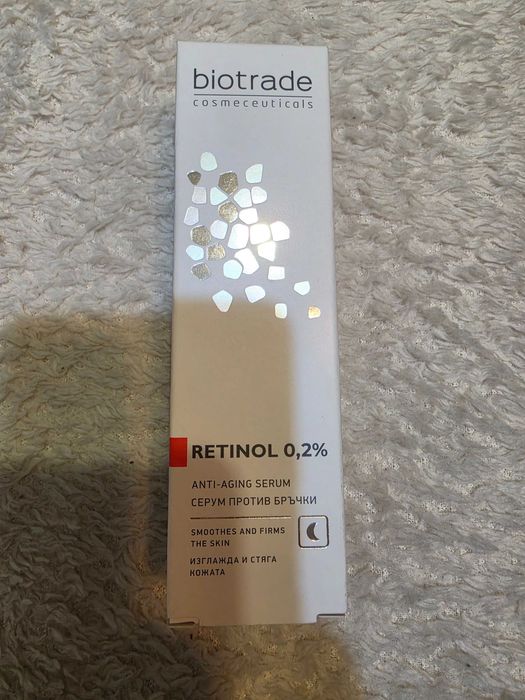 biotrade
cosmeceuticals
RETINOL 0,2%
ANTI-AGING SERUM
СЕРУМ ПРОТИВ БРЪЧКИ
SMOOTHES AND FIRMS
THE SKIN
ИЗГЛАЖДА И СТЯГА
КОЖАТА